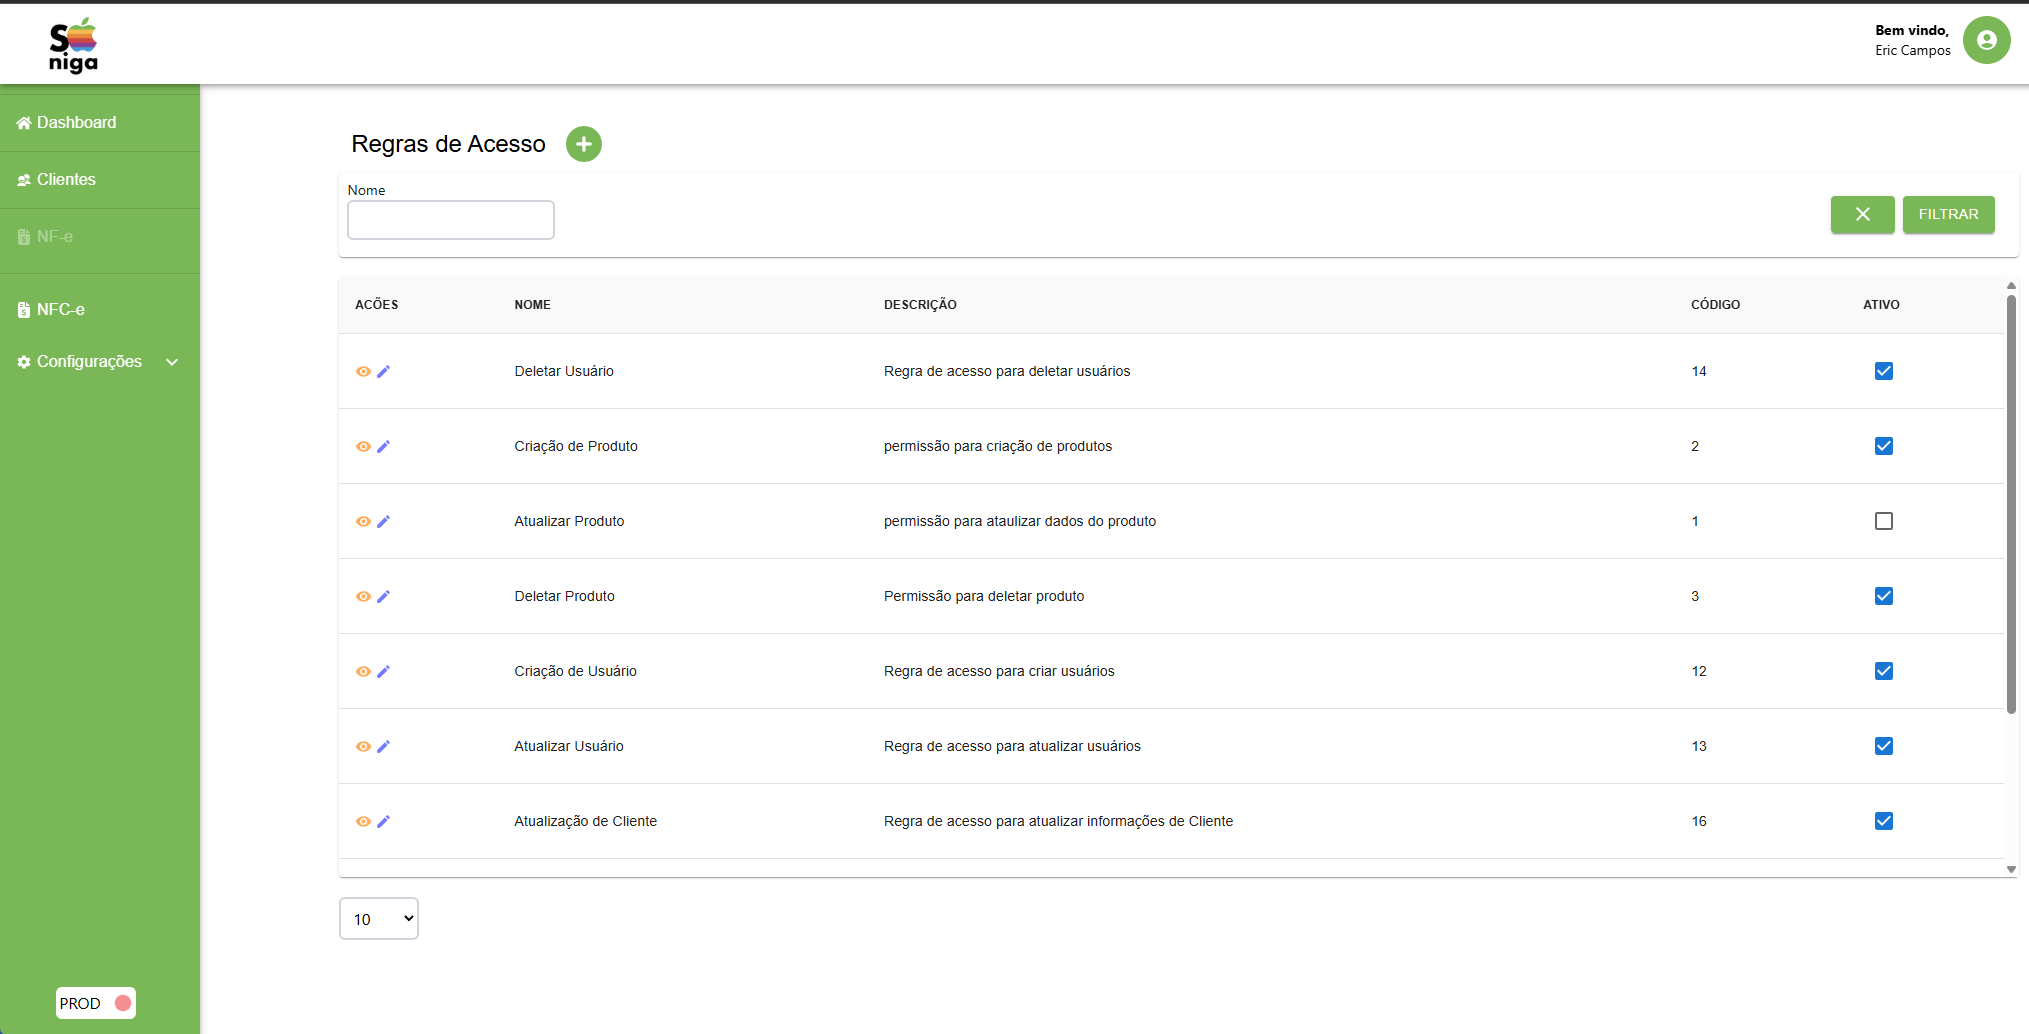 S
niga
Bem vindo,
Eric Campos
Dashboard
Clientes
NF-e
NFC-e
Configurações
PROD
Regras de Acesso
Nome
FILTRAR
ACÕES NOME DESCRIÇÃO CÓDIGO ATIVO
Deletar Usuário Regra de acesso para deletar usuários 14
Criação de Produto permissão para criação de produtos 2
Atualizar Produto permissão para ataulizar dados do produto 1
Deletar Produto Permissão para deletar produto 3
Criação de Usuário Regra de acesso para criar usuários 12
Atualizar Usuário Regra de acesso para atualizar usuários 13
Atualização de Cliente Regra de acesso para atualizar informações de Cliente 16
10